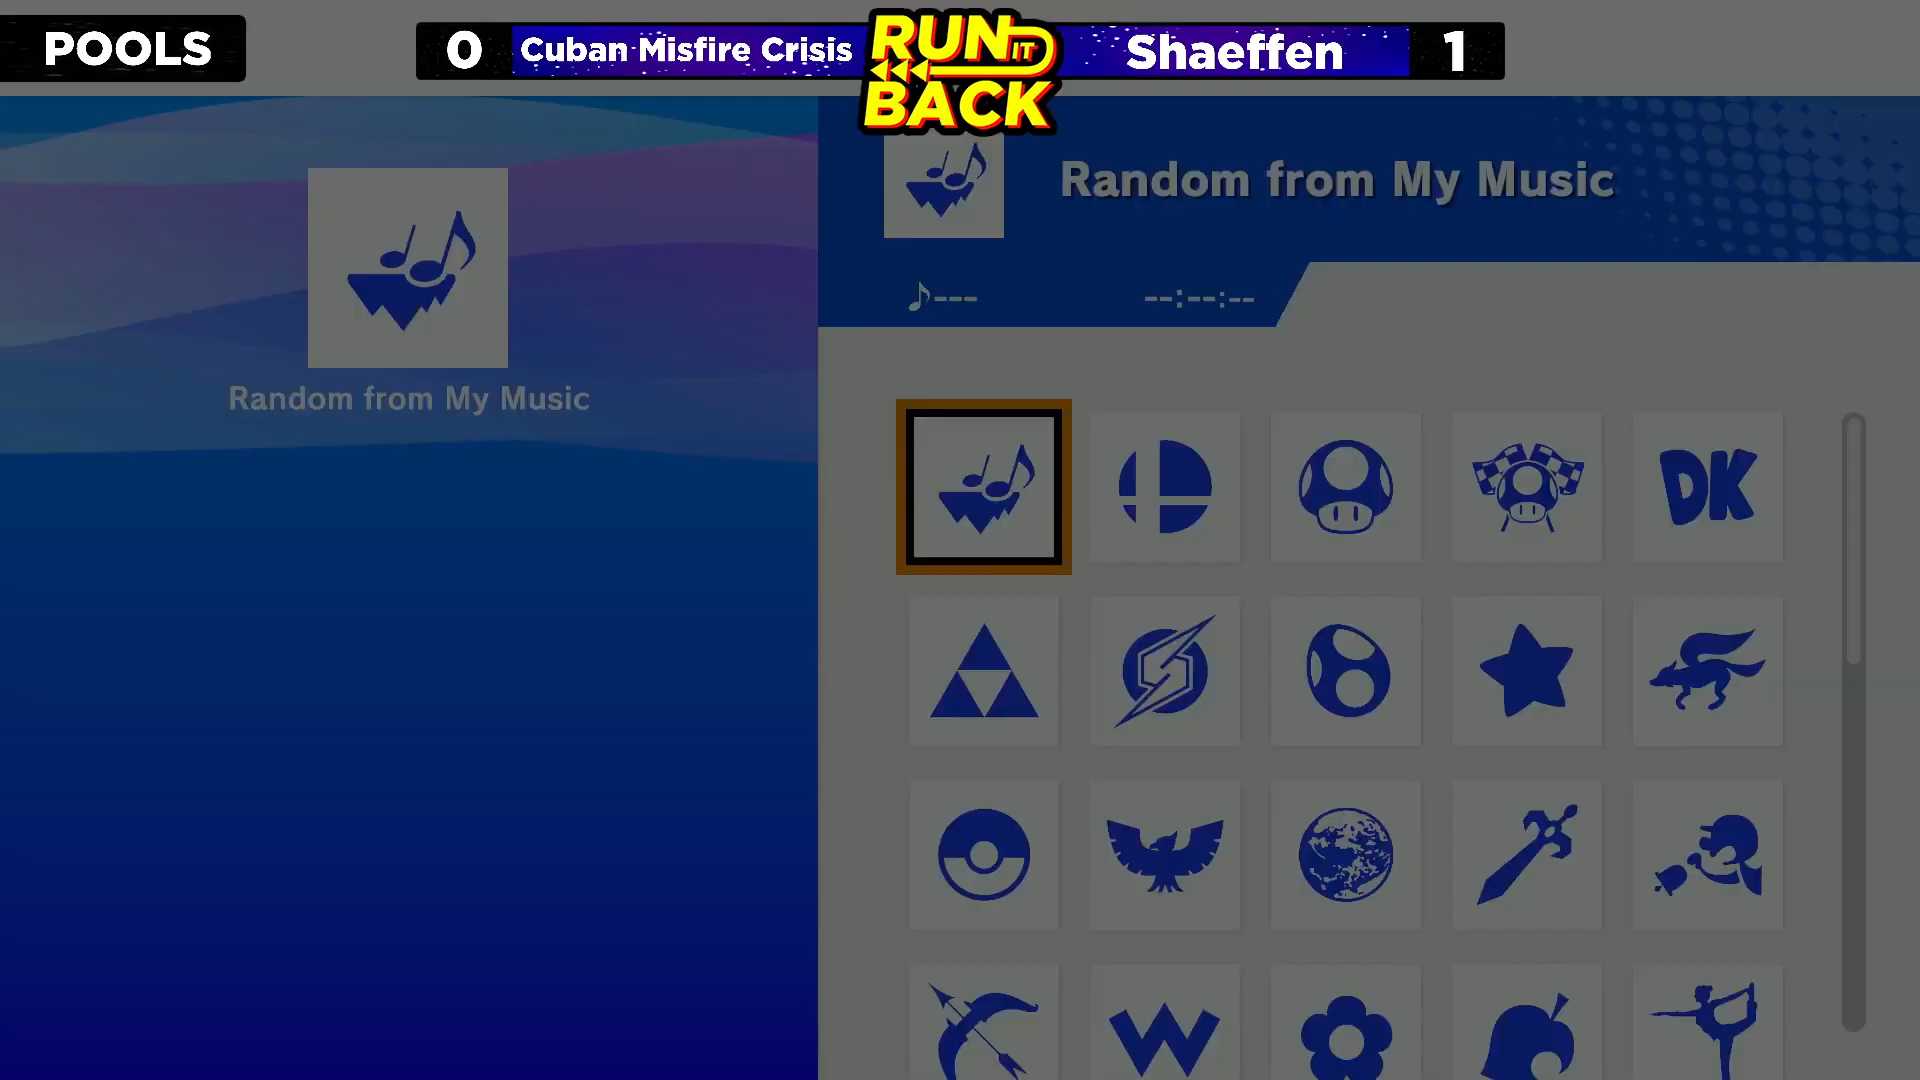 POOLS
0 Cuban Misfire Crisis
RUN IT
BACK
Shaeffen 1
Random from My Music
♪--- --:--:--
Random from My Music
DK